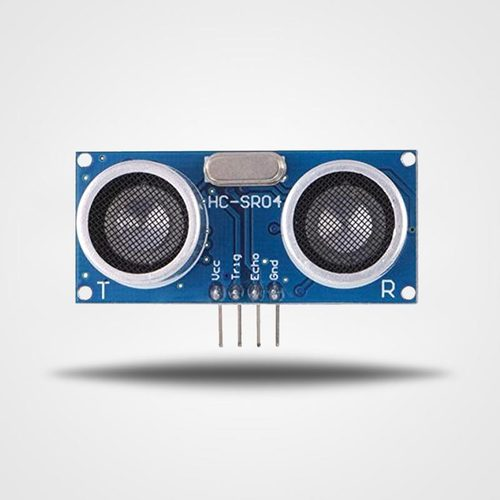 HC-SR04
Vcc
Trig
Echo
Gnd
T
R